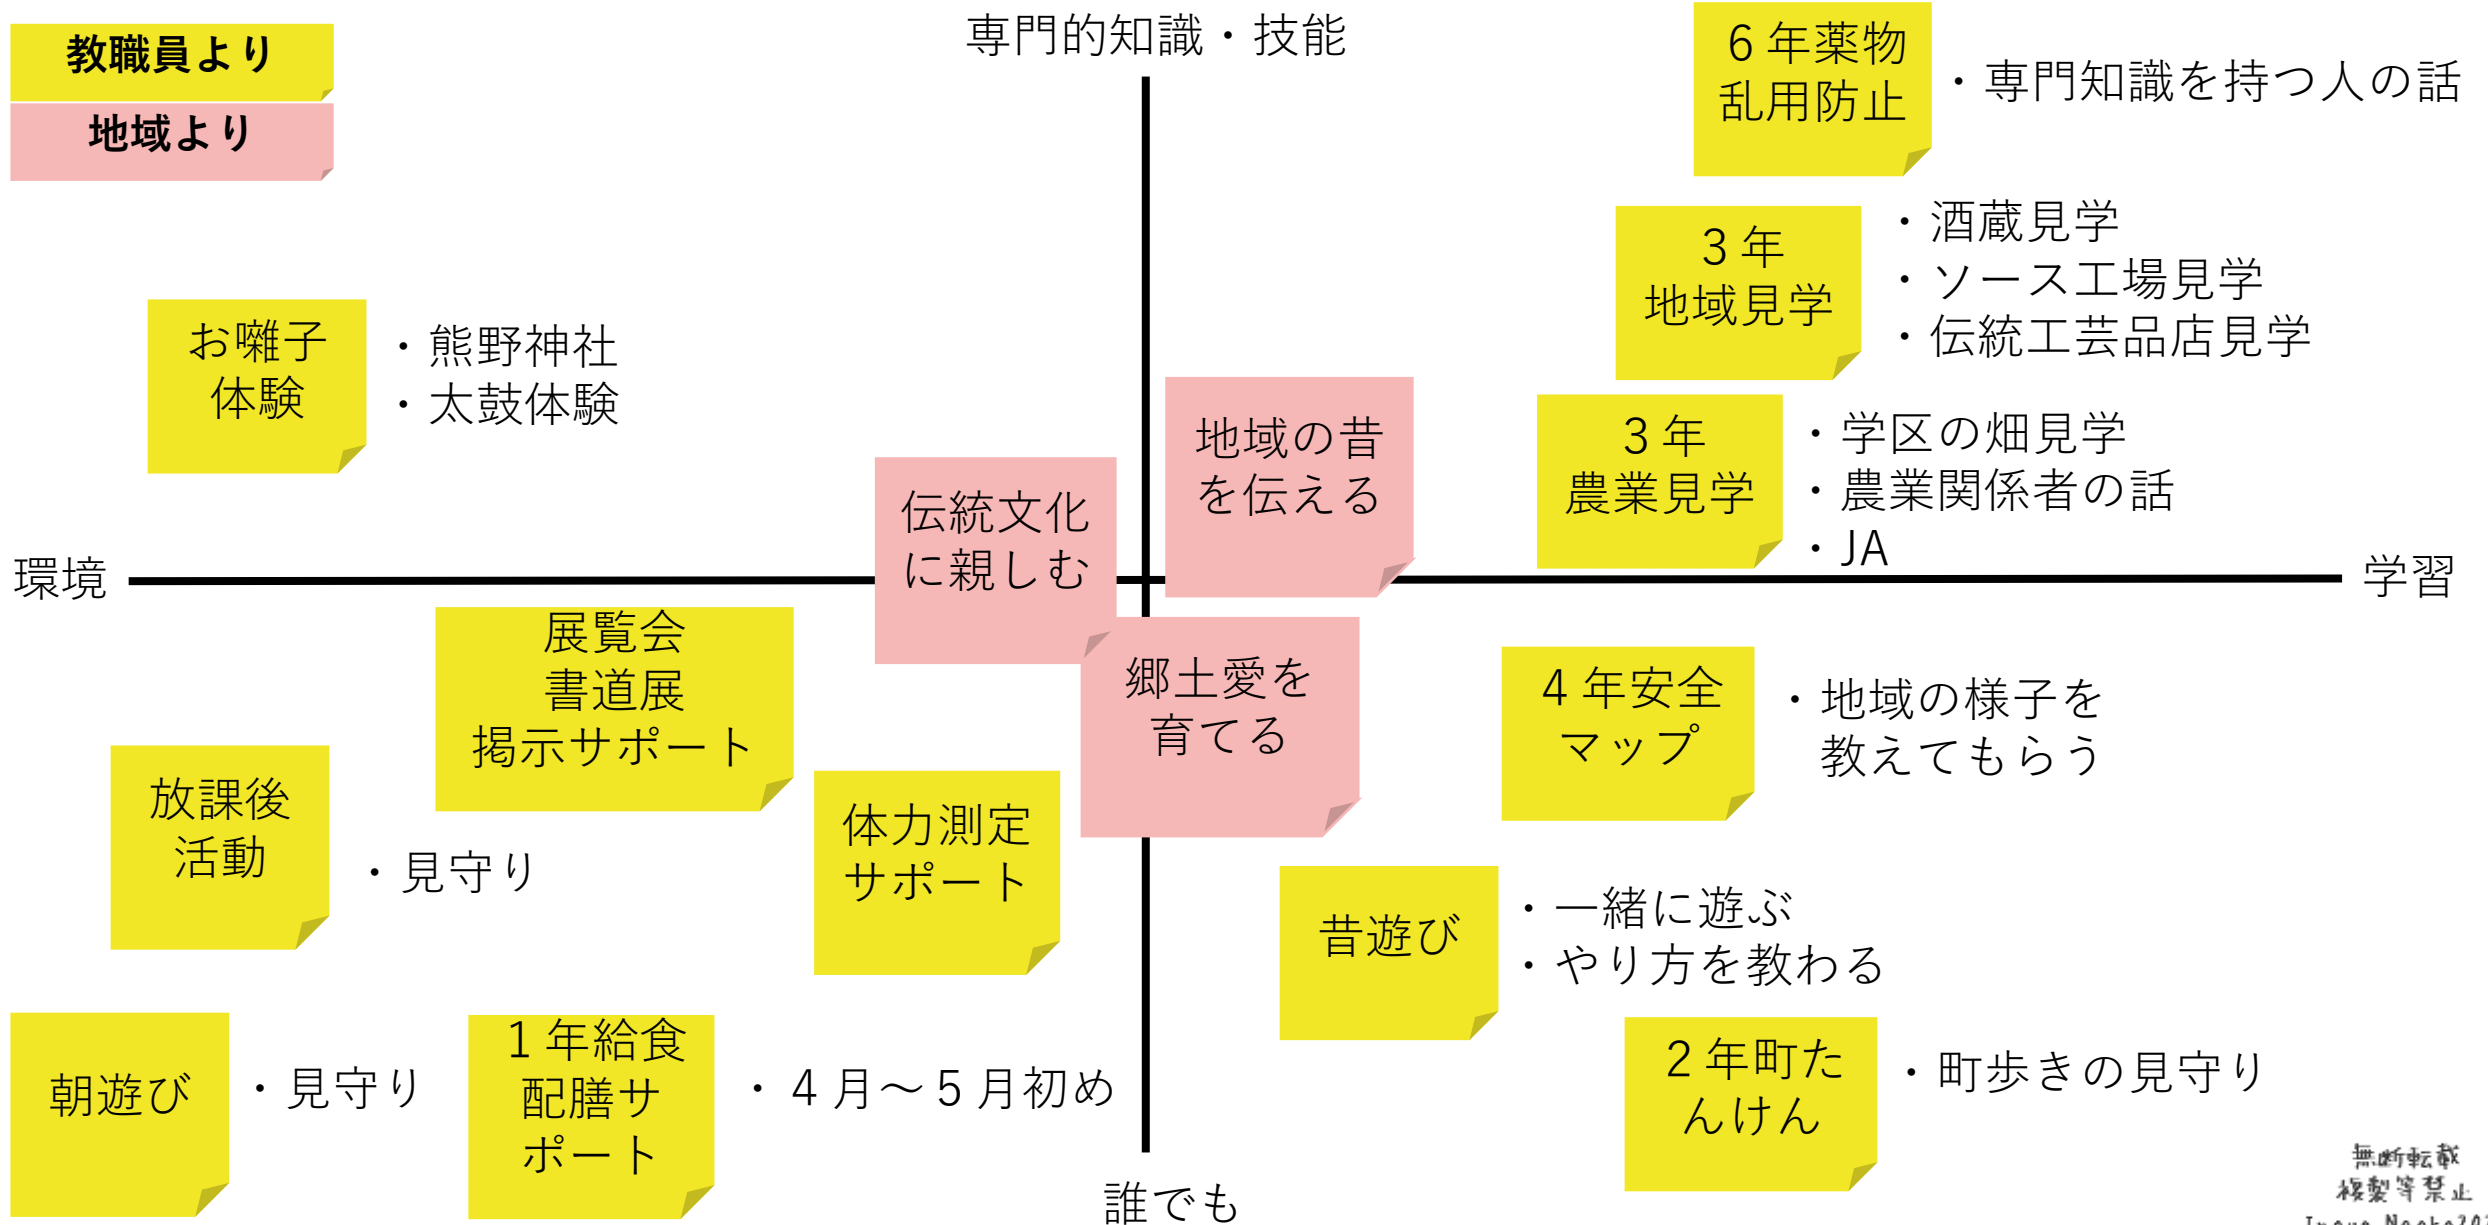 教職員より
地域より
専門的知識・技能
6年薬物
乱用防止
・専門知識を持つ人の話
3年
地域見学
・酒蔵見学
・ソース工場見学
・伝統工芸品店見学
お囃子
体験
・熊野神社
・太鼓体験
地域の昔
を伝える
3年
農業見学
・学区の畑見学
・農業関係者の話
・JA
伝統文化
に親しむ
環境
学習
展覧会
書道展
掲示サポート
郷土愛を
育てる
4年安全
マップ
・地域の様子を
教えてもらう
放課後
活動
・見守り
体力測定
サポート
昔遊び
・一緒に遊ぶ
・やり方を教わる
朝遊び
・見守り
1年給食
配膳サ
ポート
・4月～5月初め
2年町た
んけん
・町歩きの見守り
誰でも
無断転載
複製等禁止